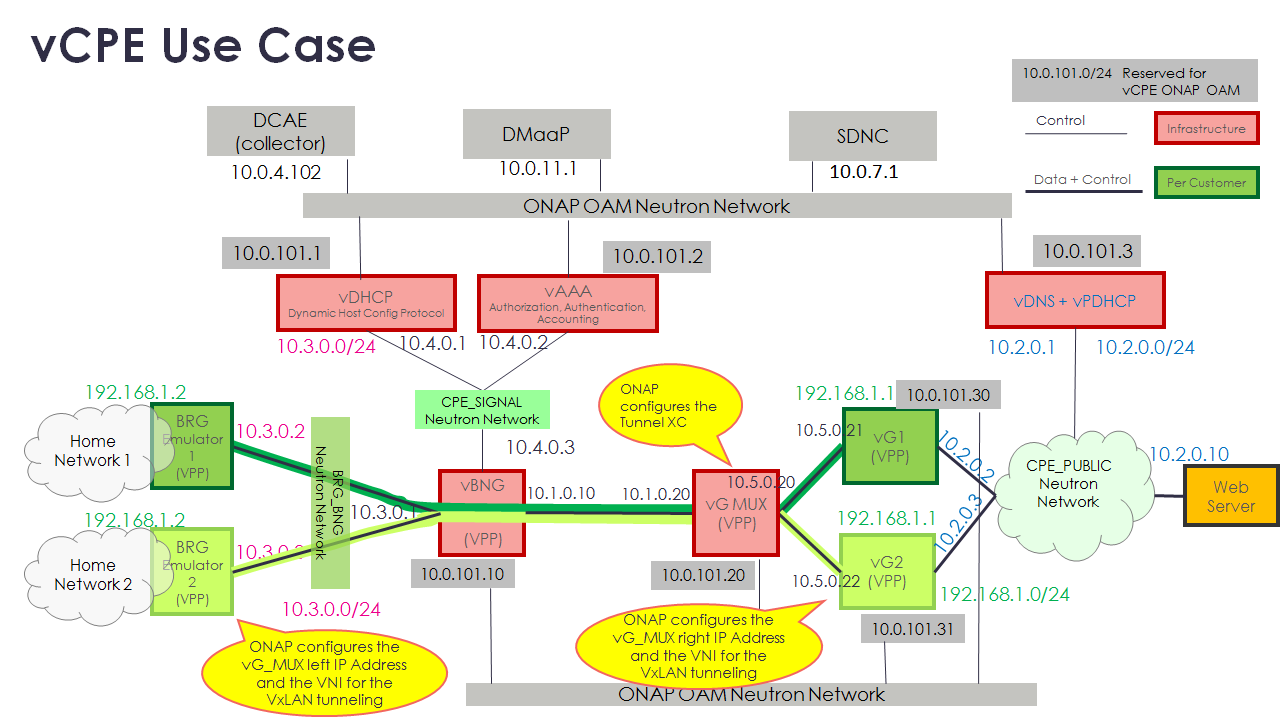 vCPE Use Case
10.0.101.0/24 Reserved for
vCPE ONAP OAM
Control
Infrastructure
Data + Control
Per Customer
DCAE
(collector)
10.0.4.102
DMaaP
10.0.11.1
SDNC
10.0.7.1
ONAP OAM Neutron Network
10.0.101.1
10.0.101.2
10.0.101.3
vDHCP
Dynamic Host Config Protocol
vAAA
Authorization, Authentication,
Accounting
vDNS + vPDHCP
10.3.0.0/24
10.4.0.1
10.4.0.2
10.2.0.1
10.2.0.0/24
CPE_SIGNAL
Neutron Network
10.4.0.3
ONAP
configures the
Tunnel XC
192.168.1.2
Home
Network 1
BRG
Emulator
1
(VPP)
10.3.0.2
BRG_BNG
Neutron Network
10.3.0.1
vBNG
(VPP)
10.1.0.10
10.1.0.20
10.5.0.20
vG MUX
(VPP)
192.168.1.1
10.0.101.30
10.5.0.21
vG1
(VPP)
10.2.0.2
10.2.0.3
CPE_PUBLIC
Neutron
Network
10.2.0.10
Web
Server
192.168.1.2
Home
Network 2
BRG
Emulator
2
(VPP)
10.3.0.0/24
10.0.101.10
10.0.101.20
192.168.1.1
vG2
(VPP)
10.5.0.22
192.168.1.0/24
10.0.101.31
ONAP configures the
vG_MUX left IP Address
and the VNI for the
VxLAN tunneling
ONAP configures the
vG_MUX right IP Address
and the VNI for the
VxLAN tunneling
ONAP OAM Neutron Network